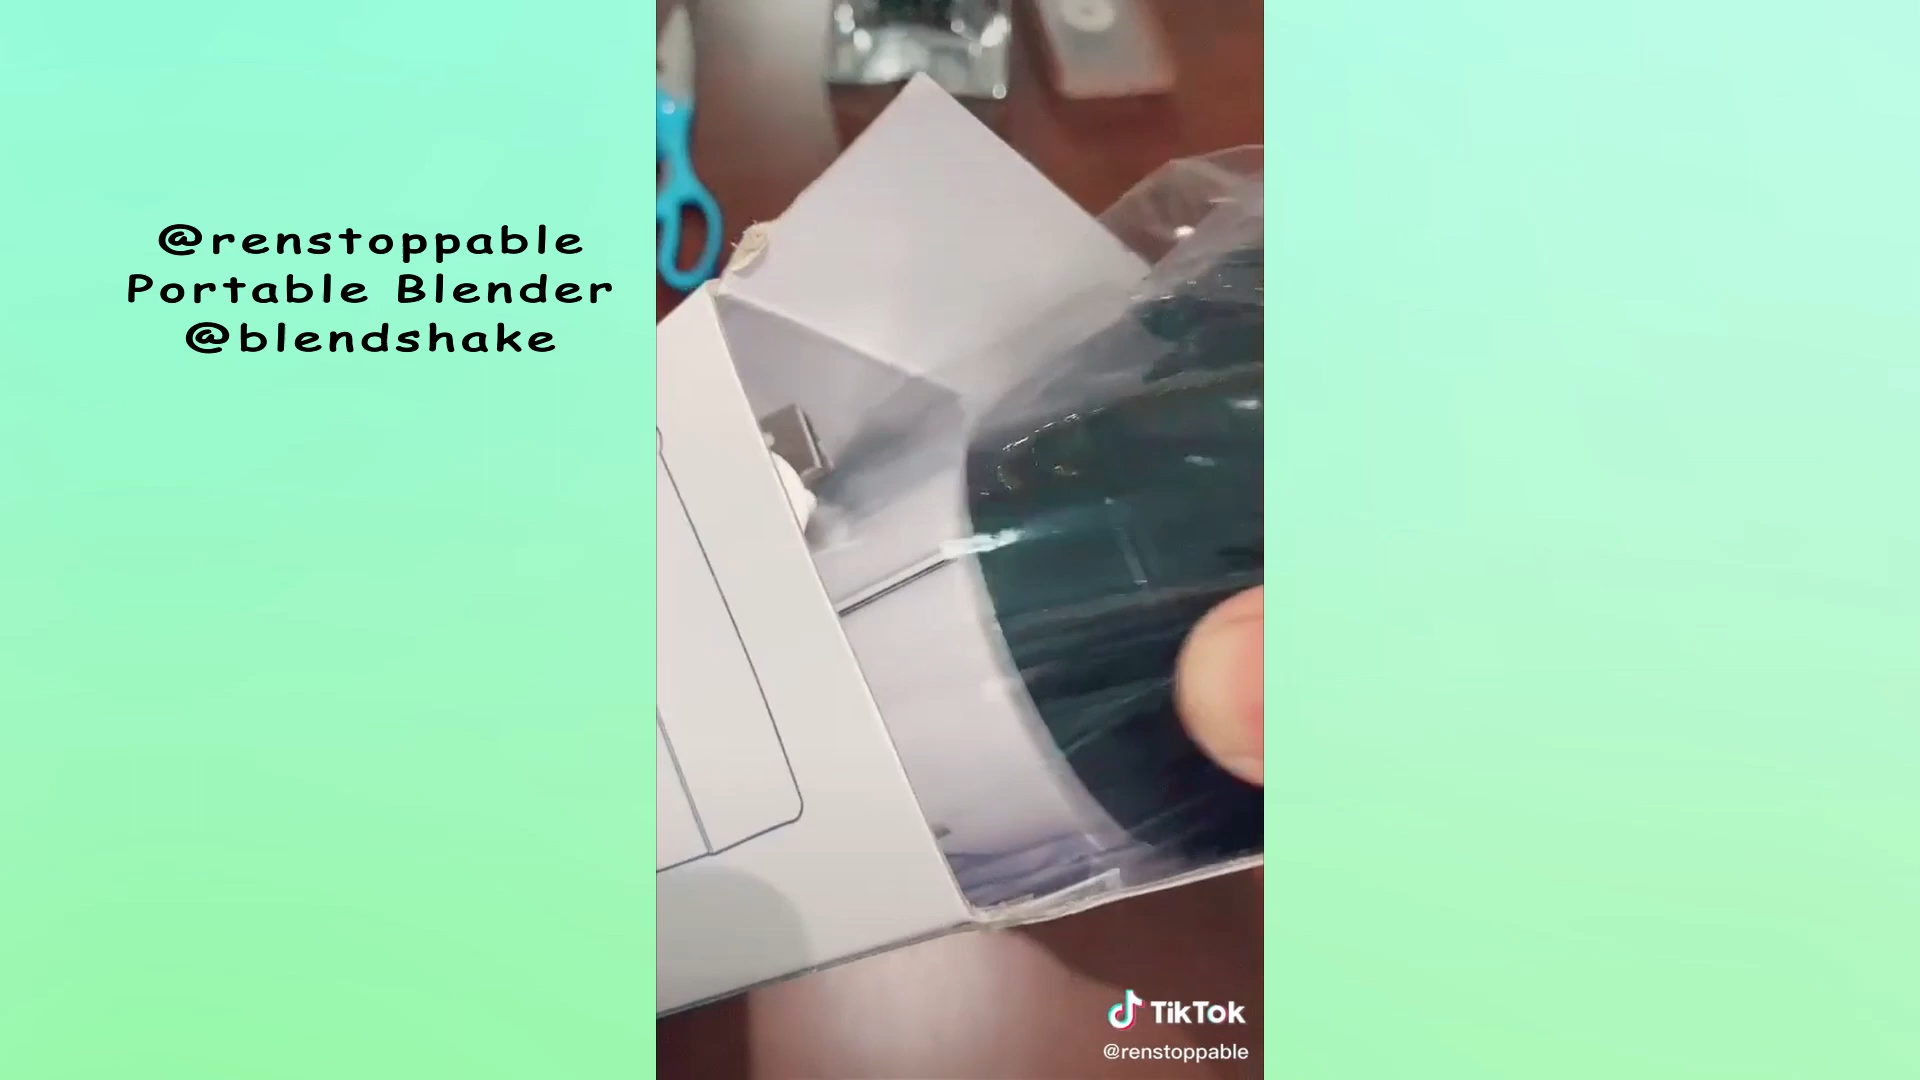 @renstoppable
Portable Blender
@blendshake
TikTok
@renstoppable